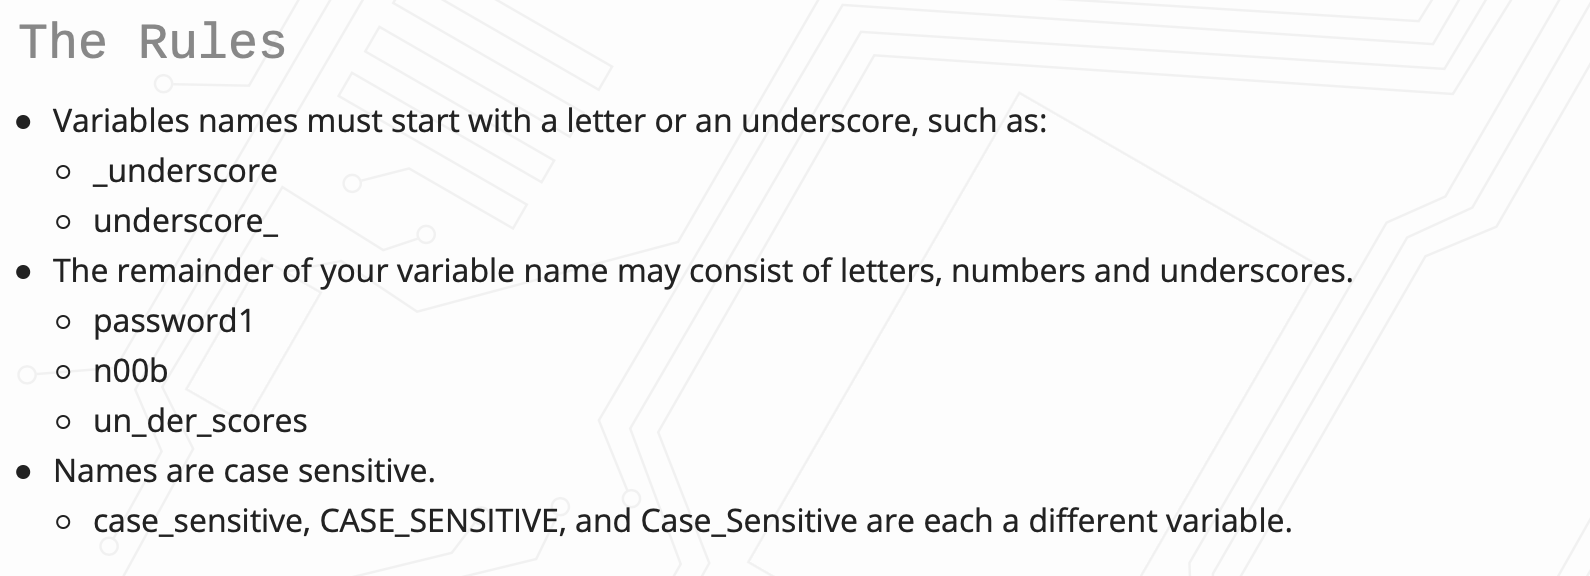 The Rules
● Variables names must start with a letter or an underscore, such as:
○ _underscore
○ underscore_
● The remainder of your variable name may consist of letters, numbers and underscores.
○ password1
○ n00b
○ un_der_scores
● Names are case sensitive.
○ case_sensitive, CASE_SENSITIVE, and Case_Sensitive are each a different variable.